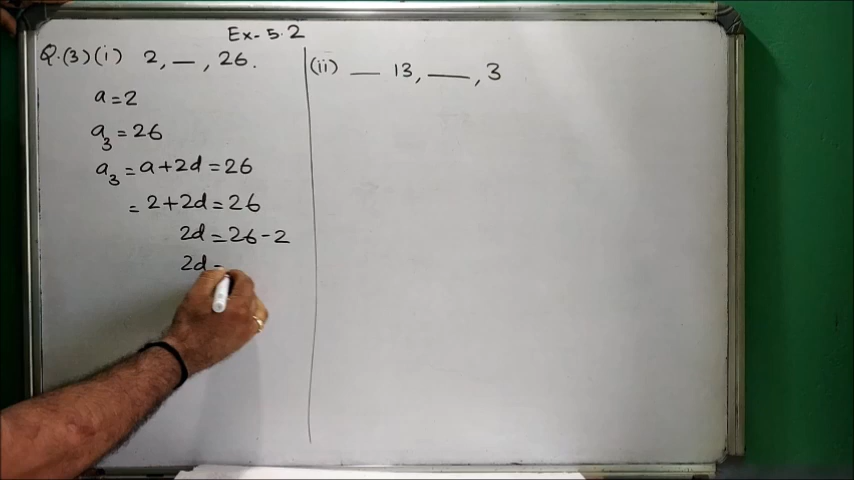 Ex- 5.2
Q.(3) (i) 2, __ , 26.
a = 2
a₃ = 26
a₃ = a + 2d = 26
= 2 + 2d = 26
2d = 26 - 2
2d =
(ii) __ 13, __ , 3